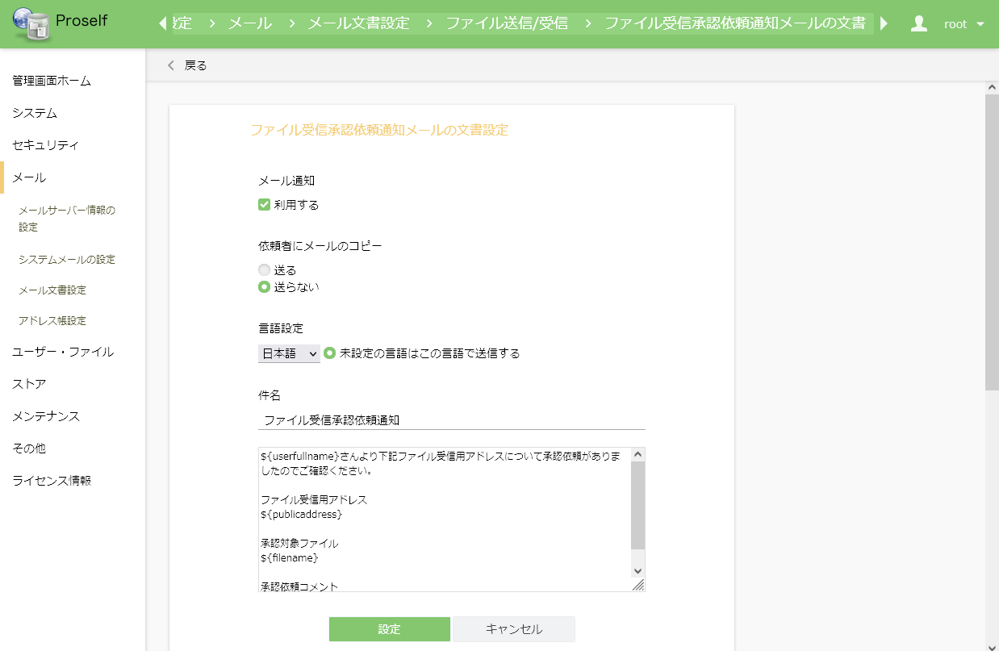 Proself
定 > メール > メール文書設定 > ファイル送信/受信 > ファイル受信承認依頼通知メールの文書
root
戻る
管理画面ホーム
システム
セキュリティ
メール
メールサーバー情報の
設定
システムメールの設定
メール文書設定
アドレス帳設定
ユーザー・ファイル
ストア
メンテナンス
その他
ライセンス情報
ファイル受信承認依頼通知メールの文書設定
メール通知
利用する
依頼者にメールのコピー
送る
送らない
言語設定
日本語 未設定の言語はこの言語で送信する
件名
ファイル受信承認依頼通知
${userfullname}さんより下記ファイル受信用アドレスについて承認依頼がありま
したのでご確認ください。
ファイル受信用アドレス
${publicaddress}
承認対象ファイル
${filename}
承認依頼コメント
設定 キャンセル